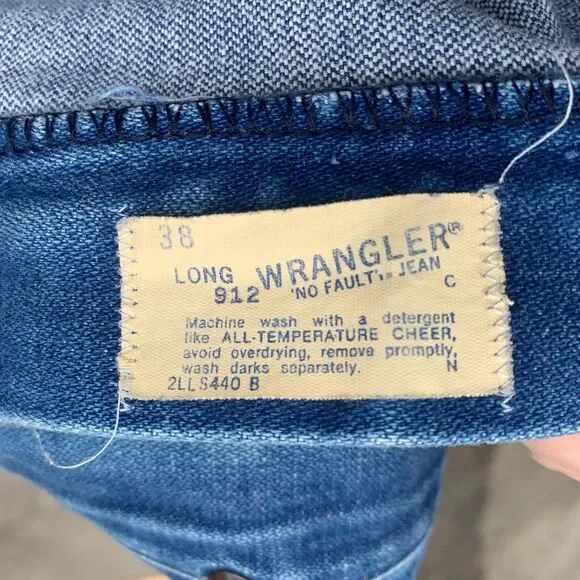 38
LONG WRANGLER®
912 'NO FAULT' JEAN C
Machine wash with a detergent
like ALL-TEMPERATURE CHEER,
avoid overdrying, remove promptly,
wash darks separately. N
2LLS440 B